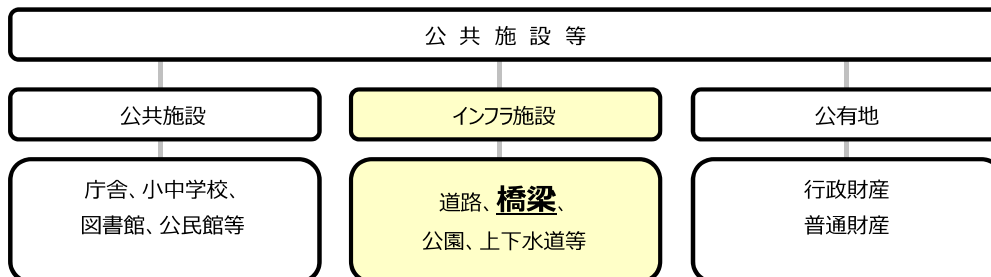 公共施設等
公共施設
インフラ施設
公有地
庁舎、小中学校、
図書館、公民館等
道路、橋梁、
公園、上下水道等
行政財産
普通財産